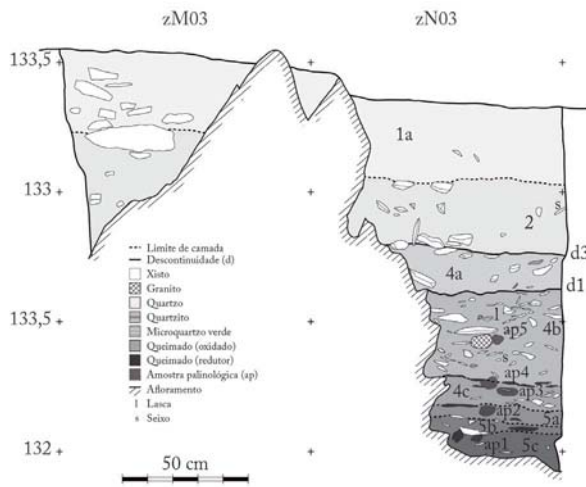 zM03 zN03
133,5
1a
133
s
2
d3
4a
d1
133,5
l
4b
ap5
s
ap4
4c
ap3
ap2
5a
5b
132
ap1
5c
Limite de camada
Descontinuidade (d)
Xisto
Granito
Quartzo
Quartzito
Microquartzo verde
Queimado (oxidado)
Queimado (redutor)
Amostra palinológica (ap)
Afloramento
l Lasca
s Seixo
50 cm